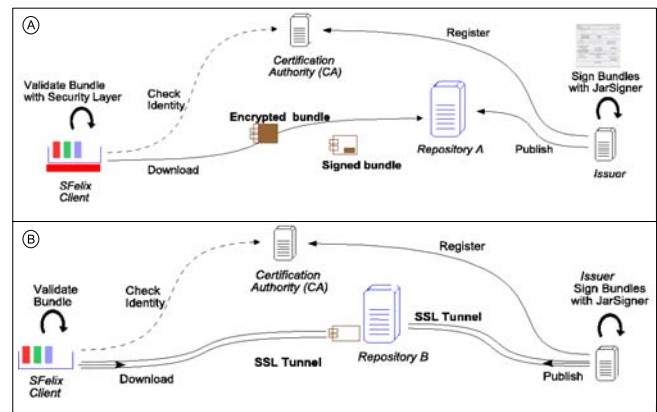 A
Validate Bundle
with Security Layer
Check
Identity
Certification
Authority (CA)
Register
Sign Bundles
with JarSigner
Encrypted bundle
Signed bundle
Repository A
Publish
Issuer
Download
SFelix
Client
B
Validate
Bundle
Check
Identity
Certification
Authority (CA)
Register
Issuer
Sign Bundles
with JarSigner
SSL Tunnel
SSL Tunnel
Repository B
Download
Publish
SFelix
Client